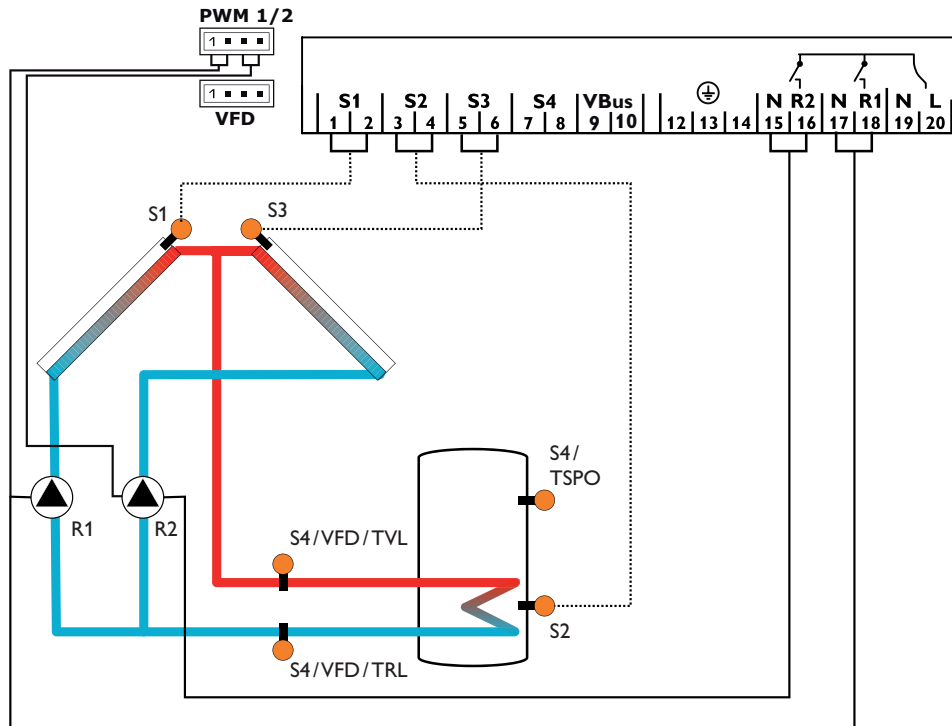 PWM 1/2
1
1
VFD
S1 S2 S3 S4 VBus N R2 N R1 N L
1 2 3 4 5 6 7 8 9 10 12 13 14 15 16 17 18 19 20
S1 S3
S4/
TSPO
R1 R2
S4/VFD/TVL
S2
S4/VFD/TRL